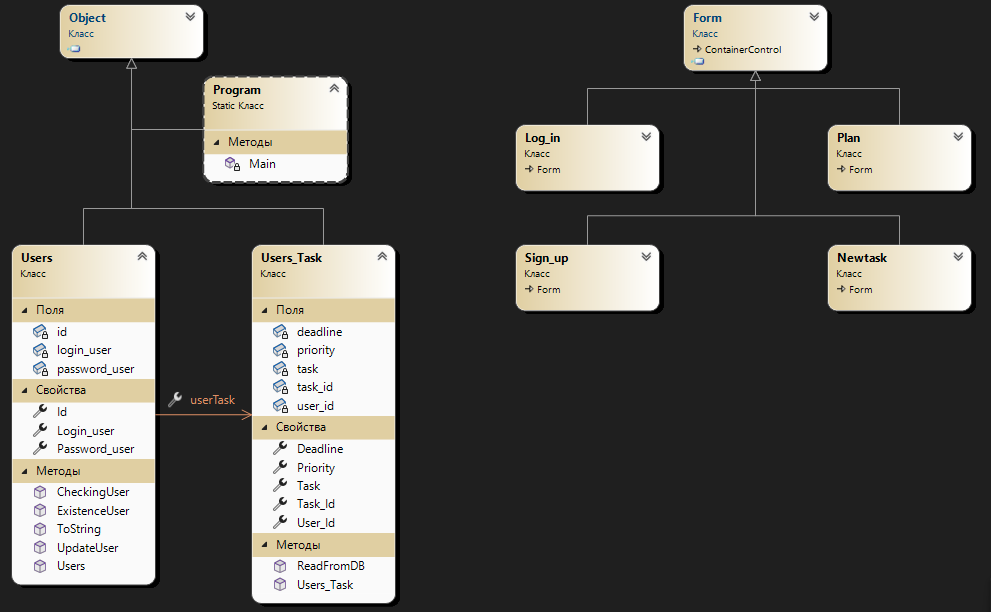 Object
Класс
Program
Static Класс
Методы
Main
Users
Класс
Поля
id
login_user
password_user
Свойства
Id
Login_user
Password_user
Методы
CheckingUser
ExistenceUser
ToString
UpdateUser
Users
userTask
Users_Task
Класс
Поля
deadline
priority
task
task_id
user_id
Свойства
Deadline
Priority
Task
Task_Id
User_Id
Методы
ReadFromDB
Users_Task
Form
Класс
ContainerControl
Log_in
Класс
Form
Plan
Класс
Form
Sign_up
Класс
Form
Newtask
Класс
Form